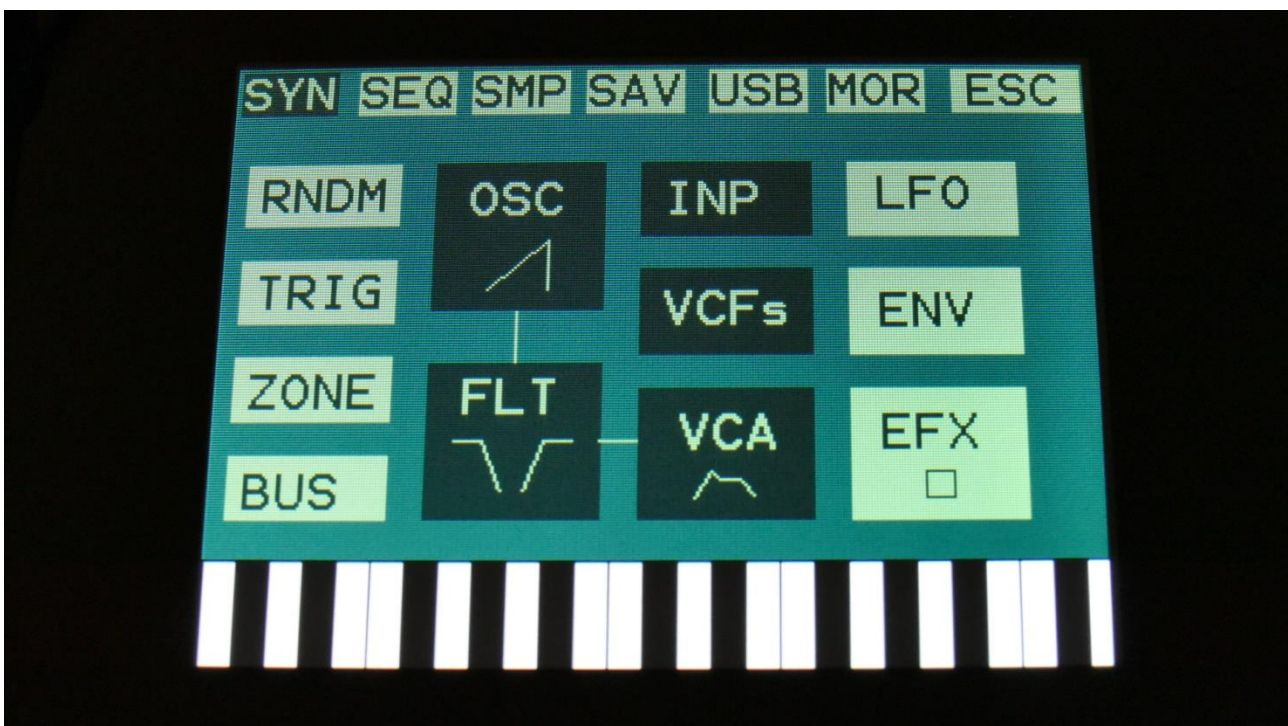 SYN SEQ SMP SAV USB MOR ESC
RNDM OSC INP LFO
TRIG VCFs ENV
ZONE FLT VCA EFX
BUS